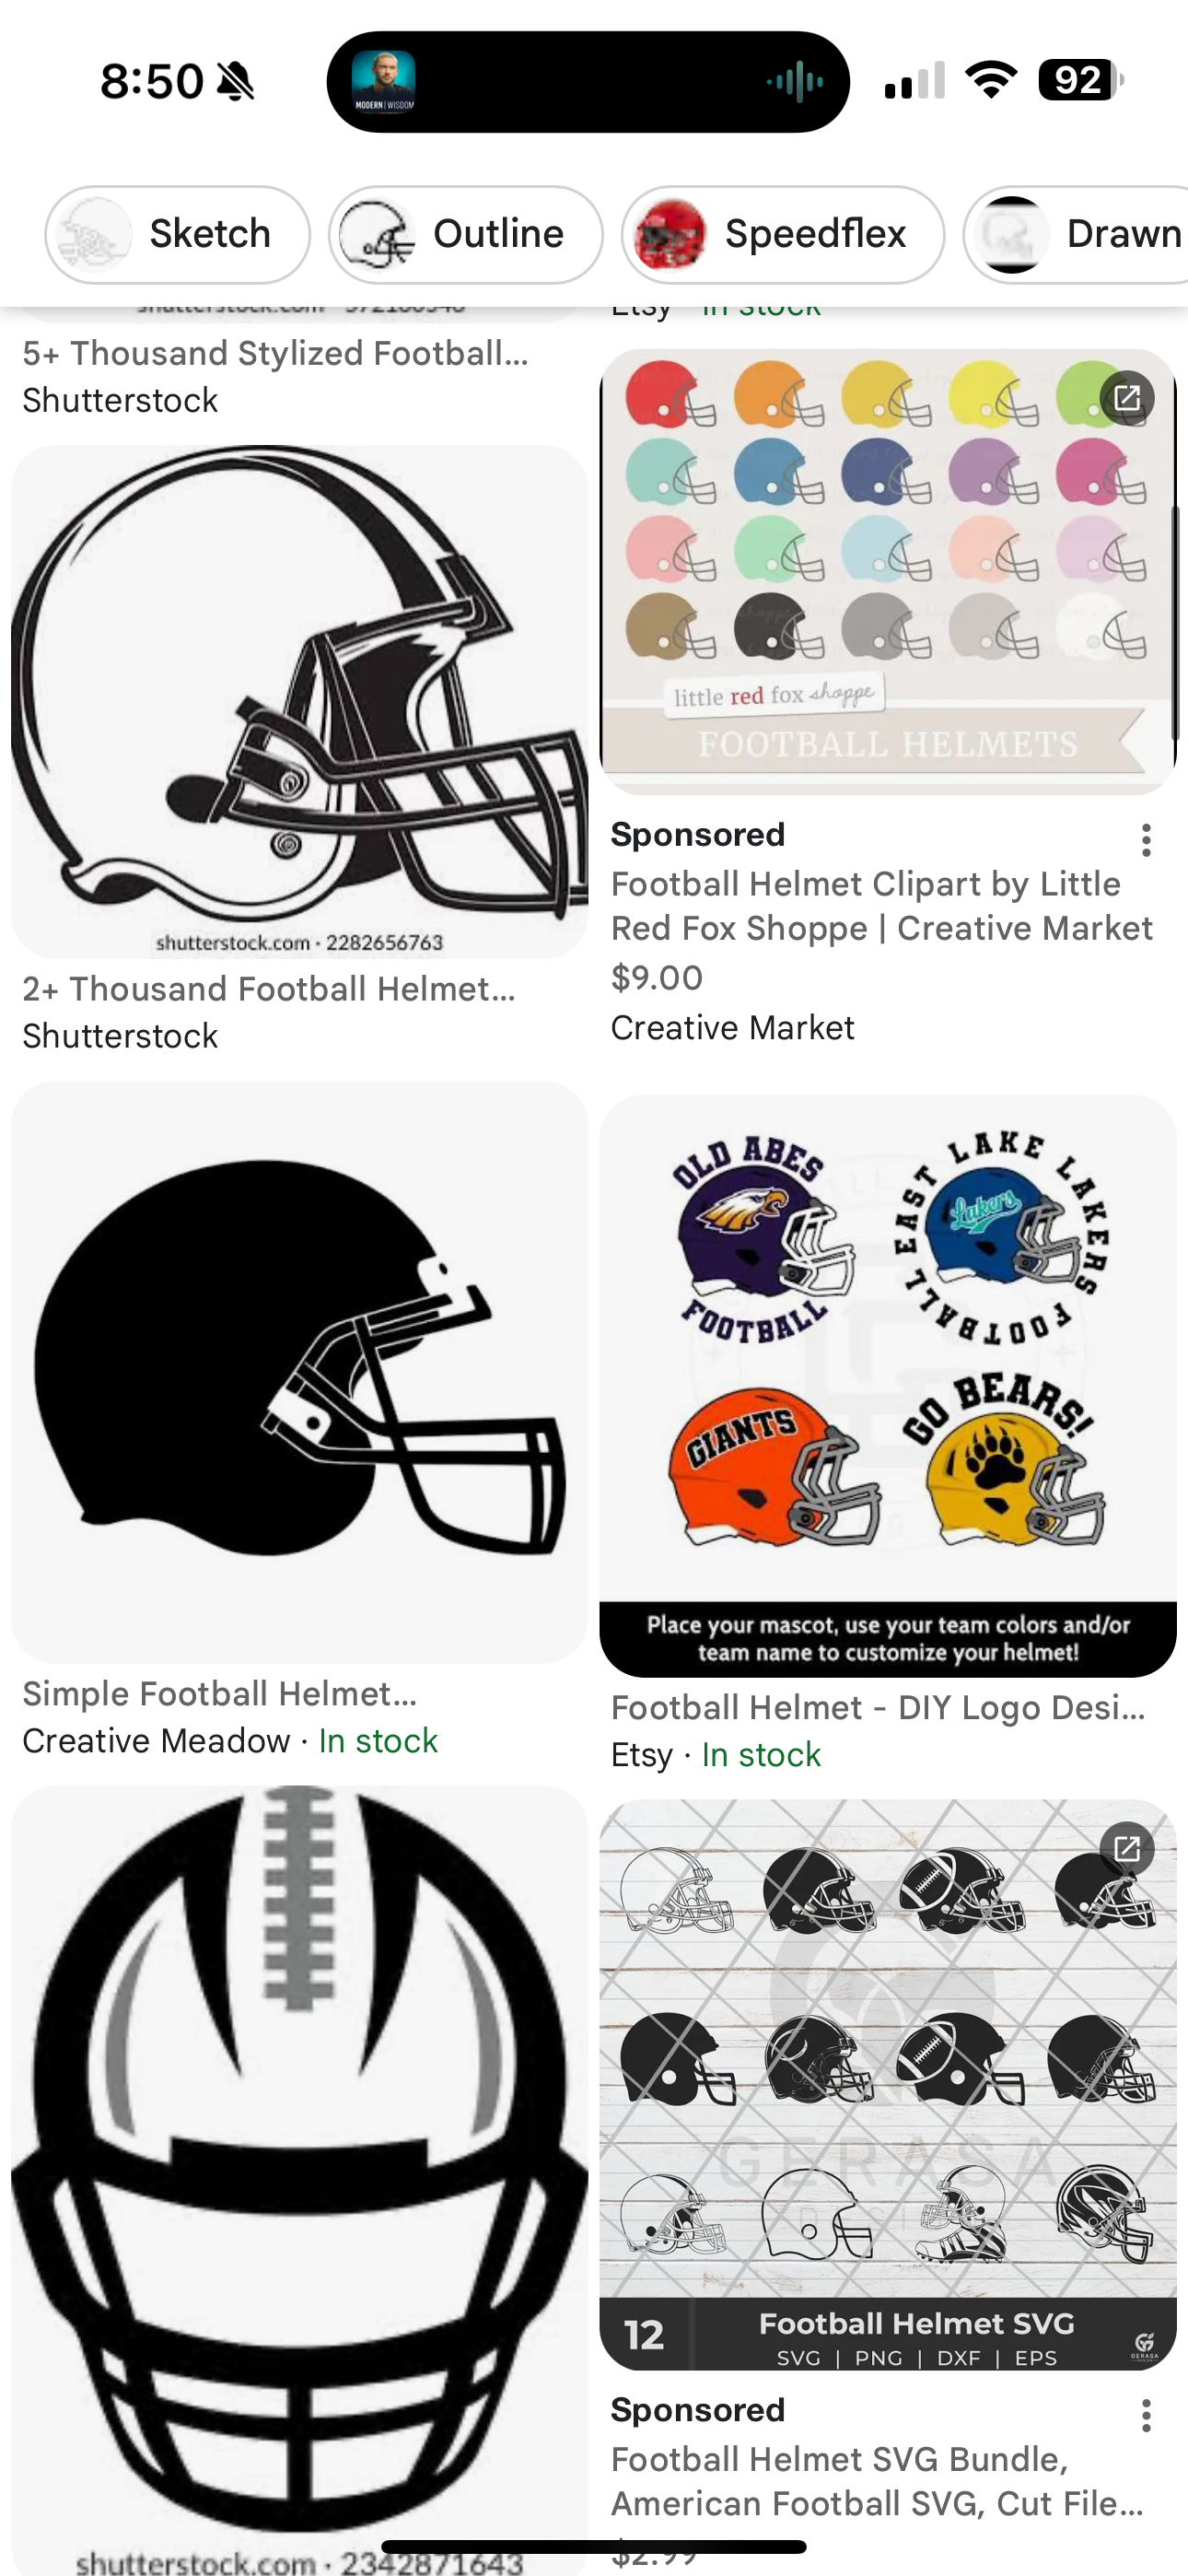 8:50
MODERN | WISDOM
92
Sketch
Outline
Speedflex
Drawn
5+ Thousand Stylized Football...
Shutterstock
shutterstock.com · 2282656763
2+ Thousand Football Helmet...
Shutterstock
Simple Football Helmet...
Creative Meadow · In stock
shutterstock.com · 2342871643
Etsy In stock
little red fox shoppe
FOOTBALL HELMETS
Sponsored
Football Helmet Clipart by Little
Red Fox Shoppe | Creative Market
$9.00
Creative Market
OLD ABES
FOOTBALL
EAST LAKE LAKERS
FOOTBALL
Lakers
GIANTS
GO BEARS!
Place your mascot, use your team colors and/or
team name to customize your helmet!
Football Helmet - DIY Logo Desi...
Etsy · In stock
GERASA
12
Football Helmet SVG
SVG | PNG | DXF | EPS
GERASA
Sponsored
Football Helmet SVG Bundle,
American Football SVG, Cut File...
$2.99